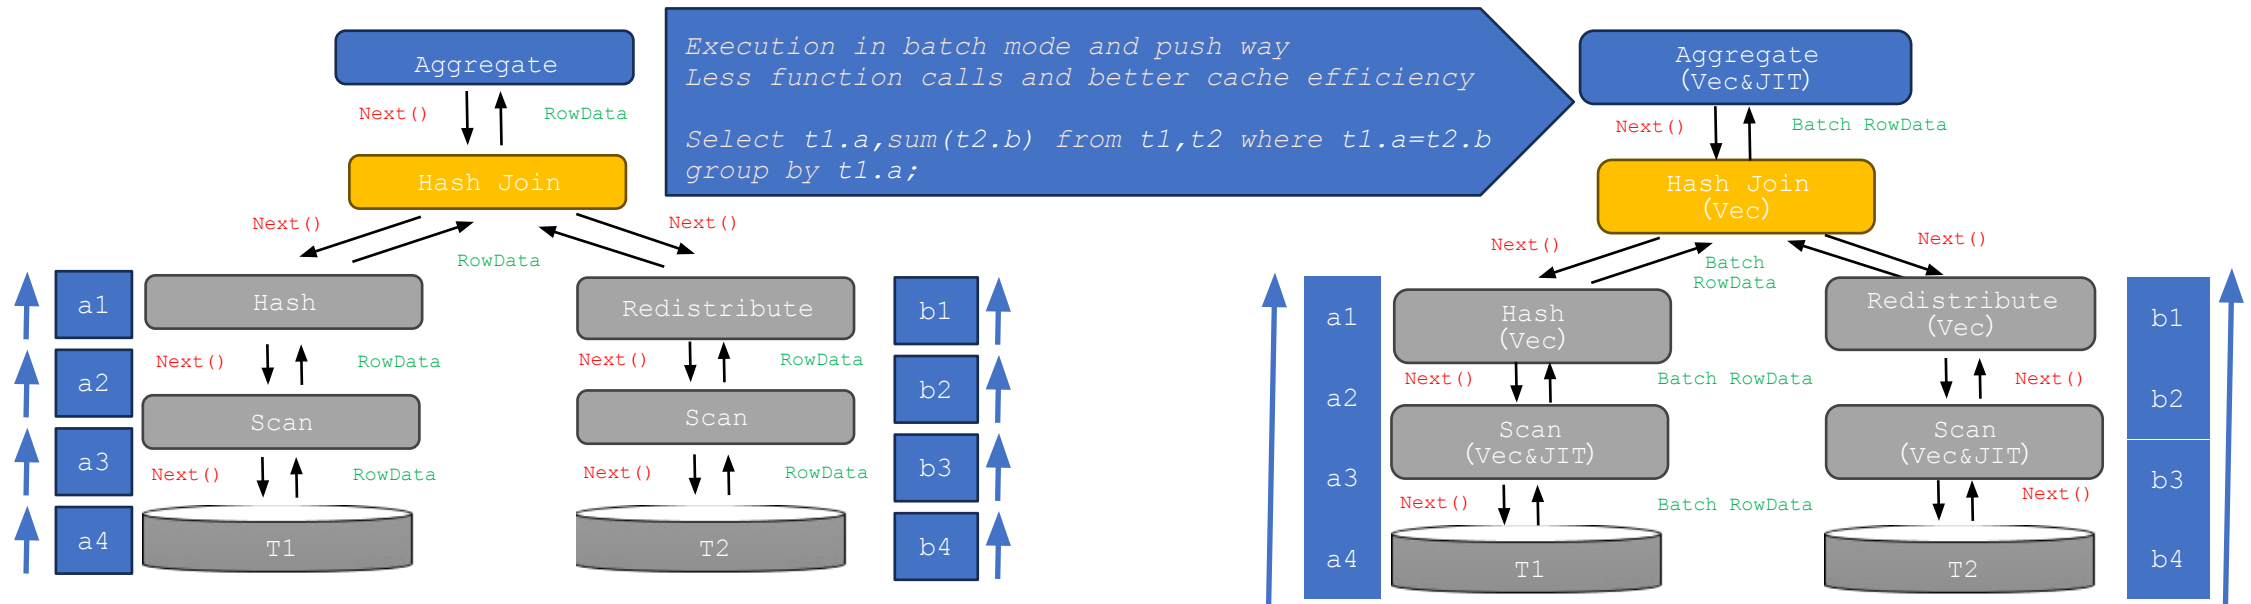 Aggregate
Next()
RowData
Hash Join
Next()
Next()
RowData
a1
Hash
Redistribute
b1
Next()
RowData
Next()
RowData
a2
Scan
Scan
b2
a3
Next()
RowData
Next()
RowData
b3
a4
T1
T2
b4
Execution in batch mode and push way
Less function calls and better cache efficiency
Select t1.a,sum(t2.b) from t1,t2 where t1.a=t2.b
group by t1.a;
Aggregate
(Vec&JIT)
Next()
Batch RowData
Hash Join
(Vec)
Next()
Next()
Batch
RowData
a1
Hash
(Vec)
Redistribute
(Vec)
b1
Next()
Batch RowData
Next()
a2
b2
Scan
(Vec&JIT)
Scan
(Vec&JIT)
a3
b3
Next()
Batch RowData
Next()
a4
T1
T2
b4